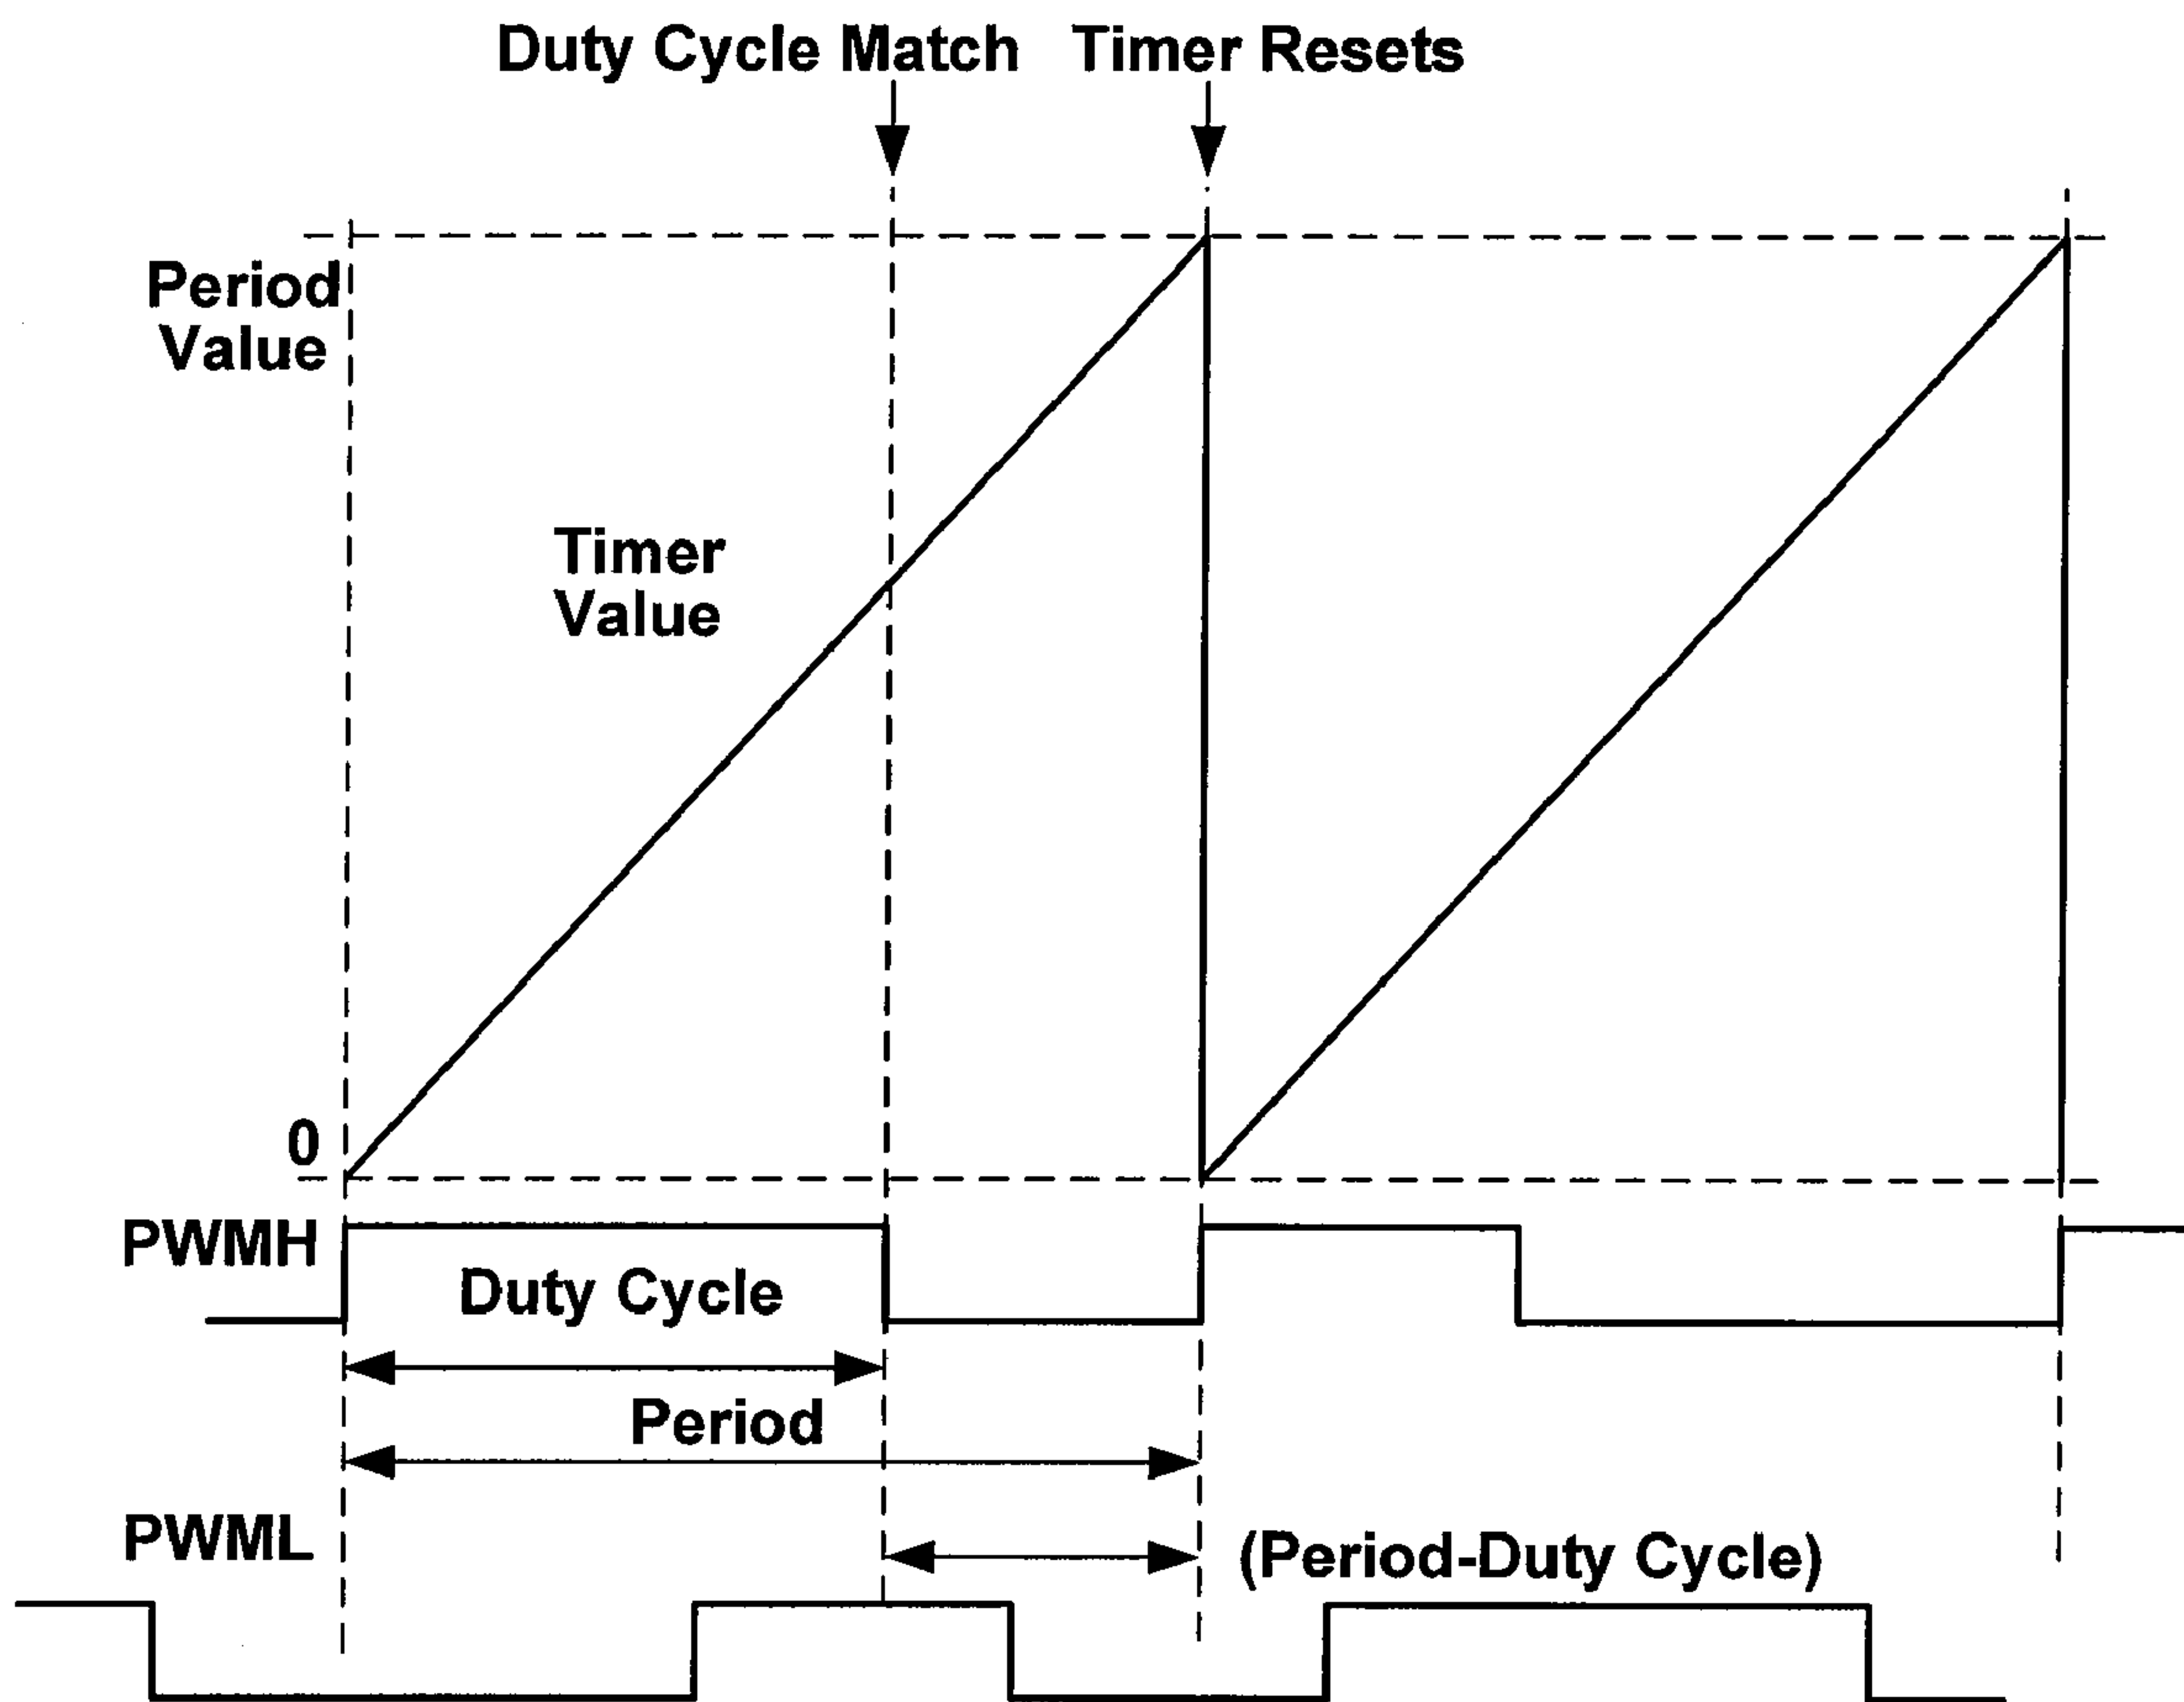 Duty Cycle Match
Timer Resets
Period
Value
Timer
Value
0
PWMH
Duty Cycle
Period
PWML
(Period-Duty Cycle)